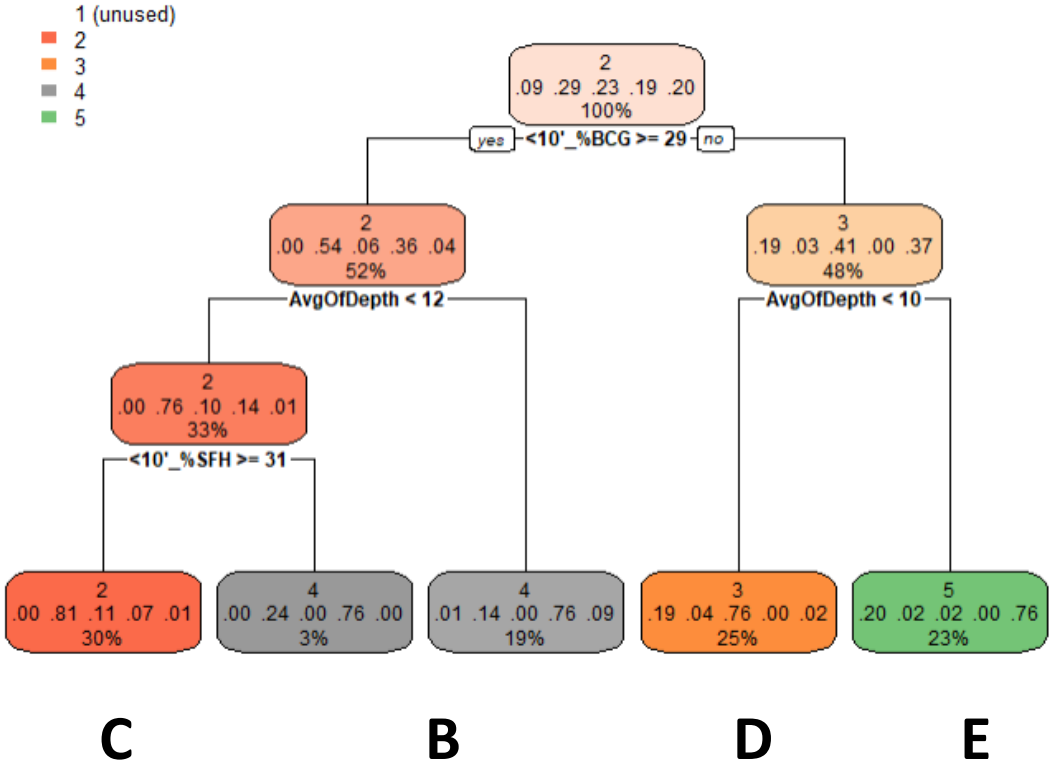 1 (unused)
2
3
4
5
2
.09 .29 .23 .19 .20
100%
yes <10'_%BCG >= 29 no
2
.00 .54 .06 .36 .04
52%
3
.19 .03 .41 .00 .37
48%
AvgOfDepth < 12
AvgOfDepth < 10
2
.00 .76 .10 .14 .01
33%
<10'_%SFH >= 31
2
.00 .81 .11 .07 .01
30%
4
.00 .24 .00 .76 .00
3%
4
.01 .14 .00 .76 .09
19%
3
.19 .04 .76 .00 .02
25%
5
.20 .02 .02 .00 .76
23%
C B D E